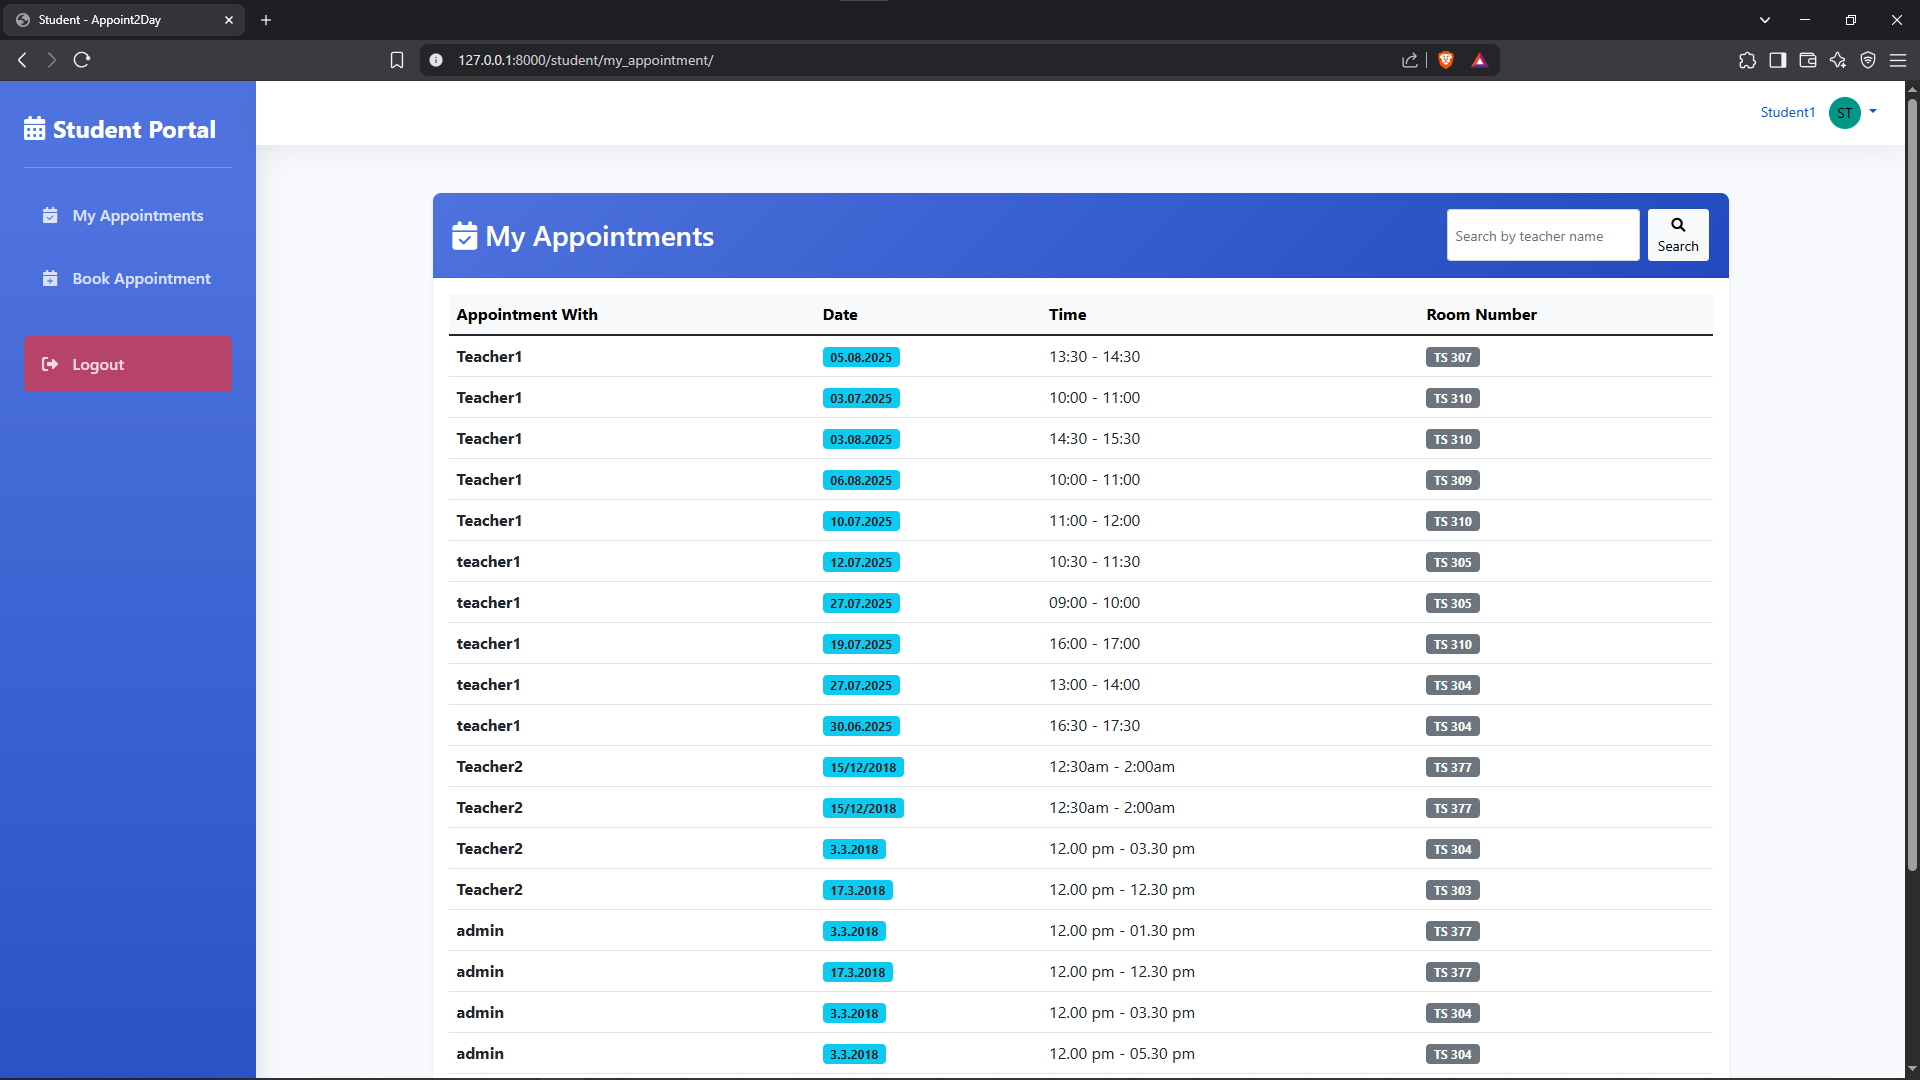 Student - Appoint2Day
127.0.0.1:8000/student/my_appointment/
Student Portal
My Appointments
Book Appointment
Logout
Student1 ST
My Appointments
Search by teacher name
Search
Appointment With Date Time Room Number
Teacher1 05.08.2025 13:30 - 14:30 TS 307
Teacher1 03.07.2025 10:00 - 11:00 TS 310
Teacher1 03.08.2025 14:30 - 15:30 TS 310
Teacher1 06.08.2025 10:00 - 11:00 TS 309
Teacher1 10.07.2025 11:00 - 12:00 TS 310
teacher1 12.07.2025 10:30 - 11:30 TS 305
teacher1 27.07.2025 09:00 - 10:00 TS 305
teacher1 19.07.2025 16:00 - 17:00 TS 310
teacher1 27.07.2025 13:00 - 14:00 TS 304
teacher1 30.06.2025 16:30 - 17:30 TS 304
Teacher2 15/12/2018 12:30am - 2:00am TS 377
Teacher2 15/12/2018 12:30am - 2:00am TS 377
Teacher2 3.3.2018 12.00 pm - 03.30 pm TS 304
Teacher2 17.3.2018 12.00 pm - 12.30 pm TS 303
admin 3.3.2018 12.00 pm - 01.30 pm TS 377
admin 17.3.2018 12.00 pm - 12.30 pm TS 377
admin 3.3.2018 12.00 pm - 03.30 pm TS 304
admin 3.3.2018 12.00 pm - 05.30 pm TS 304